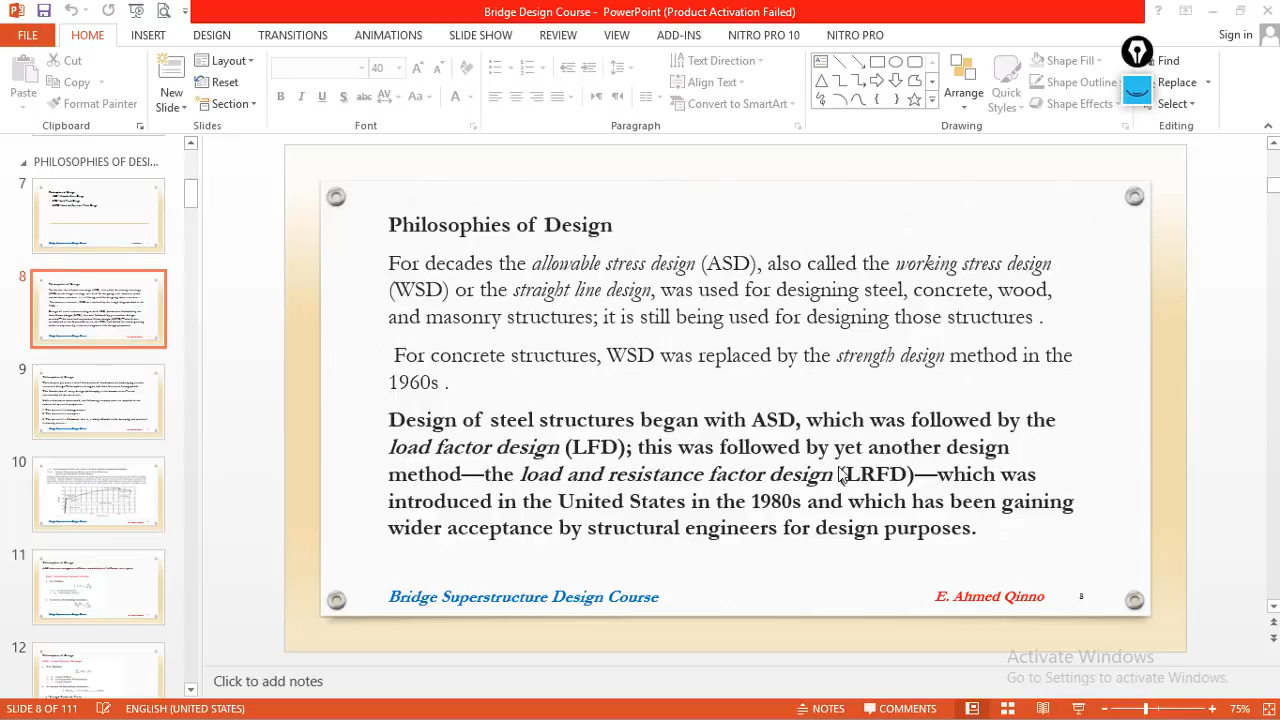 Bridge Design Course - PowerPoint (Product Activation Failed)
FILE HOME INSERT DESIGN TRANSITIONS ANIMATIONS SLIDE SHOW REVIEW VIEW ADD-INS NITRO PRO 10 NITRO PRO Sign in
Paste
Cut
Copy
Format Painter
Clipboard
New
Slide
Layout
Reset
Section
Slides
40
Font
Text Direction
Align Text
Convert to SmartArt
Paragraph
Arrange
Quick
Styles
Shape Fill
Shape Outline
Shape Effects
Drawing
Find
Replace
Select
Editing
PHILOSOPHIES OF DESI...
7
8
9
10
11
12
Philosophies of Design
For decades the allowable stress design (ASD), also called the working stress design
(WSD) or the straight line design, was used for designing steel, concrete, wood,
and masonry structures; it is still being used for designing those structures .
For concrete structures, WSD was replaced by the strength design method in the
1960s .
Design of steel structures began with ASD, which was followed by the
load factor design (LFD); this was followed by yet another design
method—the load and resistance factor design (LRFD)—which was
introduced in the United States in the 1980s and which has been gaining
wider acceptance by structural engineers for design purposes.
Bridge Superstructure Design Course E. Ahmed Qinno 8
Activate Windows
Go to Settings to activate Windows.
Click to add notes
SLIDE 8 OF 111 ENGLISH (UNITED STATES) NOTES COMMENTS 75%